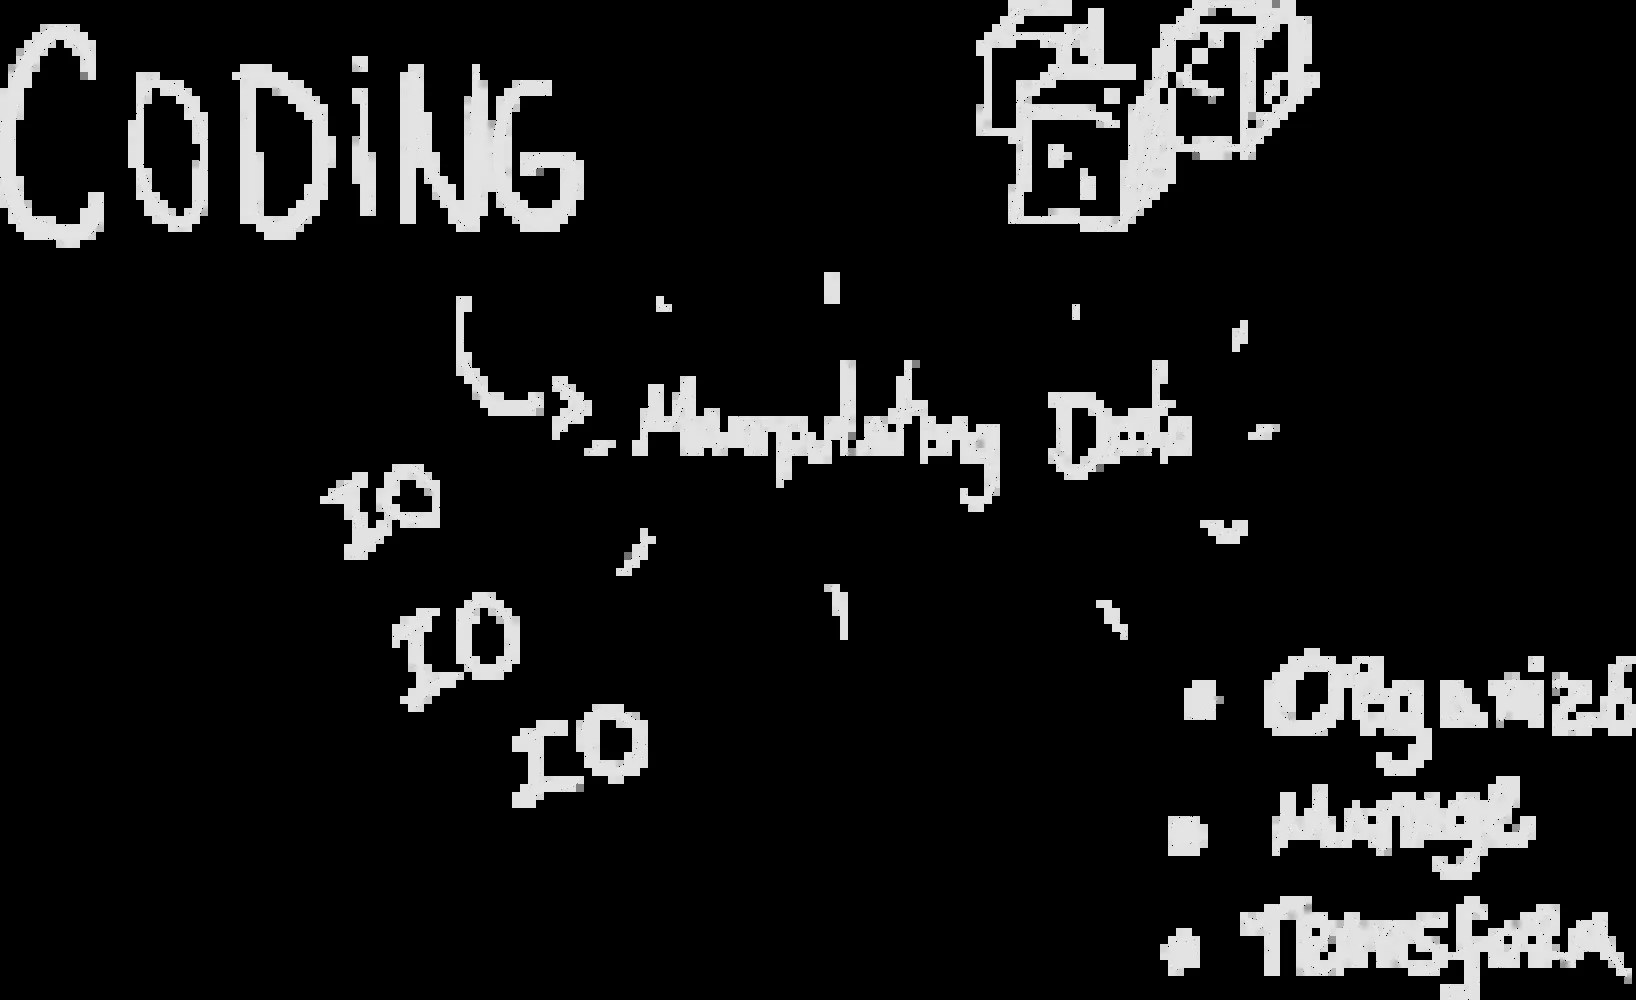 CODiNG
Manipulating Data
IO
IO
IO
Organize
Manage
Transform